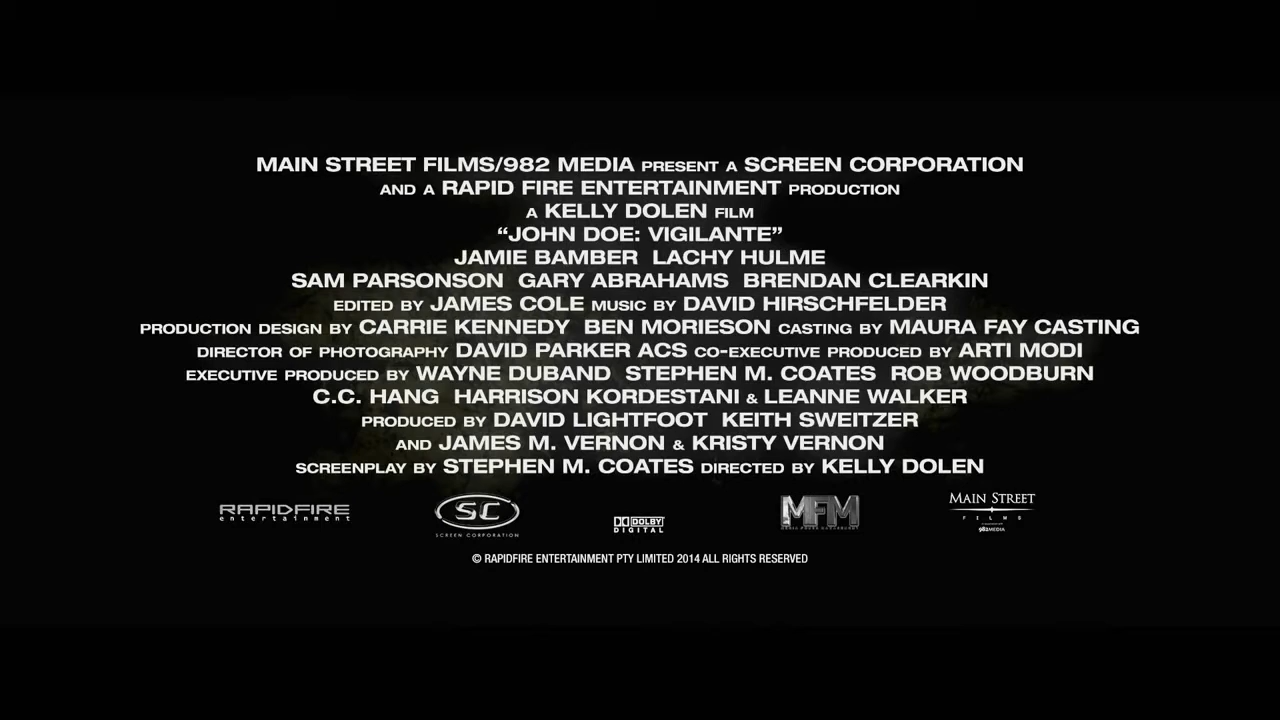 MAIN STREET FILMS/982 MEDIA PRESENT A SCREEN CORPORATION
AND A RAPID FIRE ENTERTAINMENT PRODUCTION
A KELLY DOLEN FILM
“JOHN DOE: VIGILANTE”
JAMIE BAMBER LACHY HULME
SAM PARSONSON GARY ABRAHAMS BRENDAN CLEARKIN
EDITED BY JAMES COLE MUSIC BY DAVID HIRSCHFELDER
PRODUCTION DESIGN BY CARRIE KENNEDY BEN MORIESON CASTING BY MAURA FAY CASTING
DIRECTOR OF PHOTOGRAPHY DAVID PARKER ACS CO-EXECUTIVE PRODUCED BY ARTI MODI
EXECUTIVE PRODUCED BY WAYNE DUBAND STEPHEN M. COATES ROB WOODBURN
C.C. HANG HARRISON KORDESTANI & LEANNE WALKER
PRODUCED BY DAVID LIGHTFOOT KEITH SWEITZER
AND JAMES M. VERNON & KRISTY VERNON
SCREENPLAY BY STEPHEN M. COATES DIRECTED BY KELLY DOLEN
RAPIDFIRE
entertainment
SC
SCREEN CORPORATION
DOLBY
DIGITAL
MFM
MAIN STREET
FILMS
982MEDIA
© RAPIDFIRE ENTERTAINMENT PTY LIMITED 2014 ALL RIGHTS RESERVED